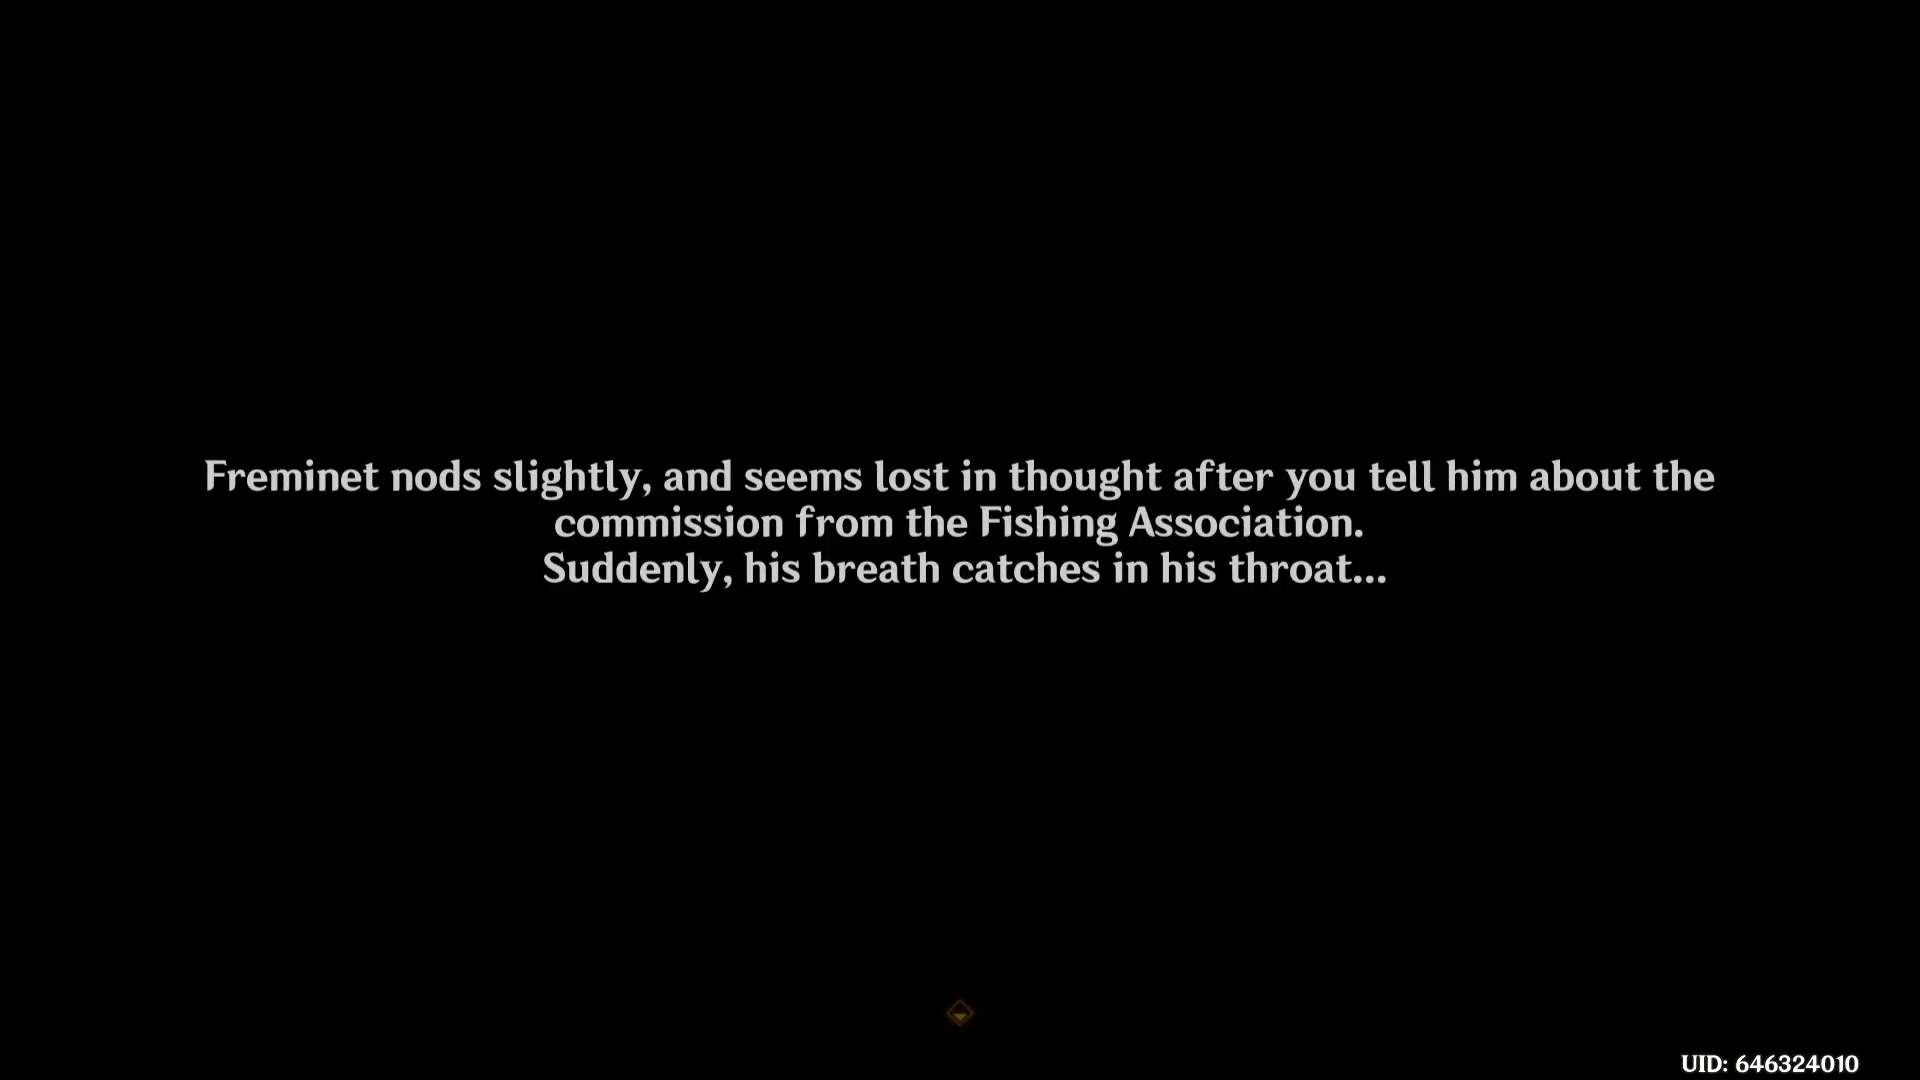 Freminet nods slightly, and seems lost in thought after you tell him about the
commission from the Fishing Association.
Suddenly, his breath catches in his throat...
UID: 646324010